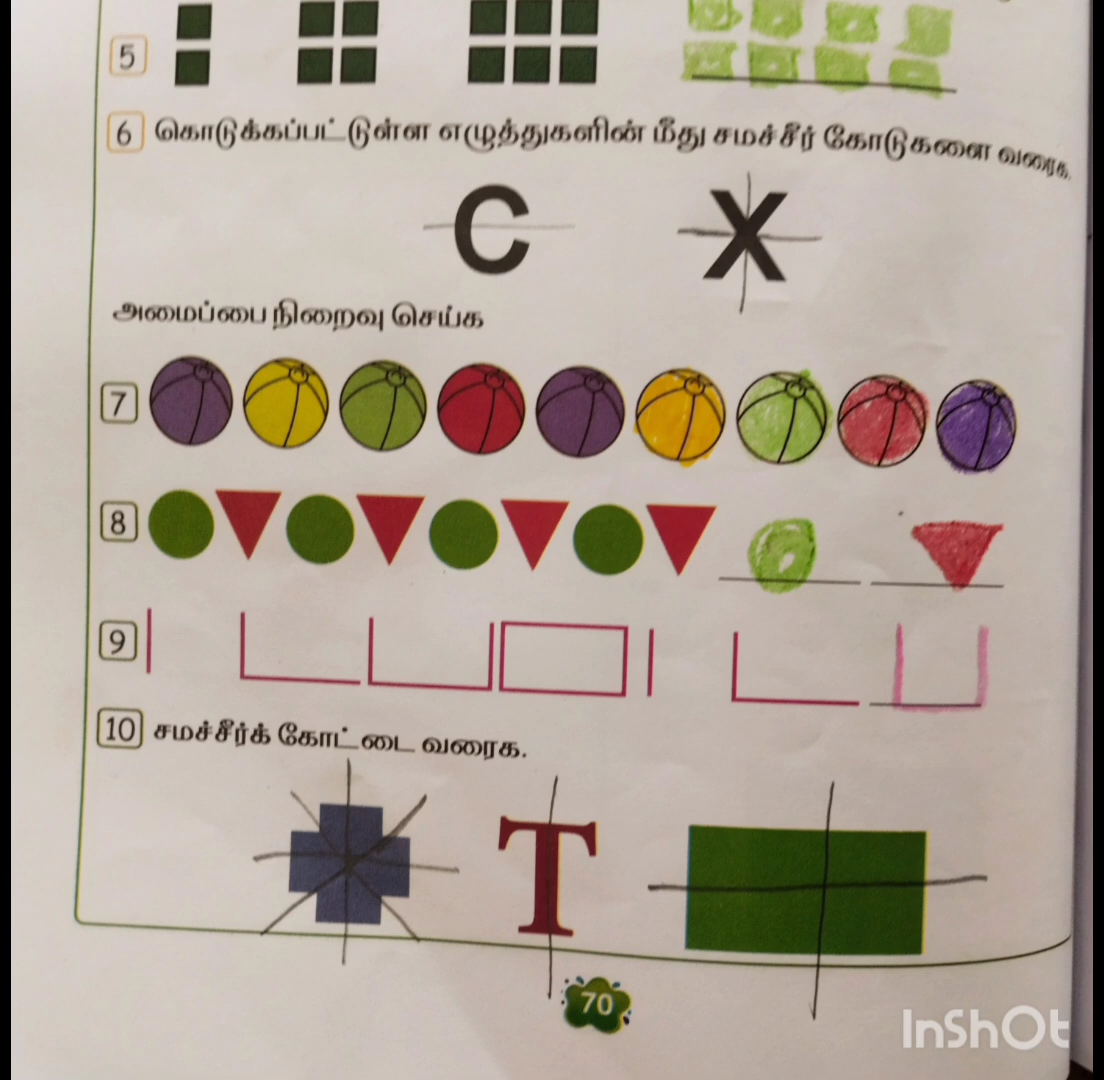 5
6 கொடுக்கப்பட்டுள்ள எழுத்துகளின் மீது சமச்சீர் கோடுகளை வரைக.
C X
அமைப்பை நிறைவு செய்க
7
8
9
10 சமச்சீர்க் கோட்டை வரைக.
T
70
InShOt